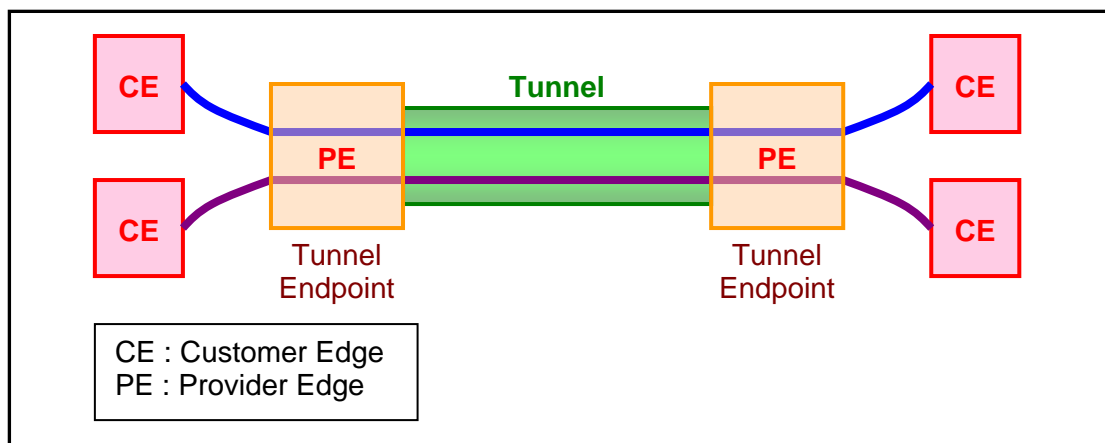 CE
Tunnel
CE
PE
PE
CE
CE
Tunnel
Endpoint
Tunnel
Endpoint
CE : Customer Edge
PE : Provider Edge